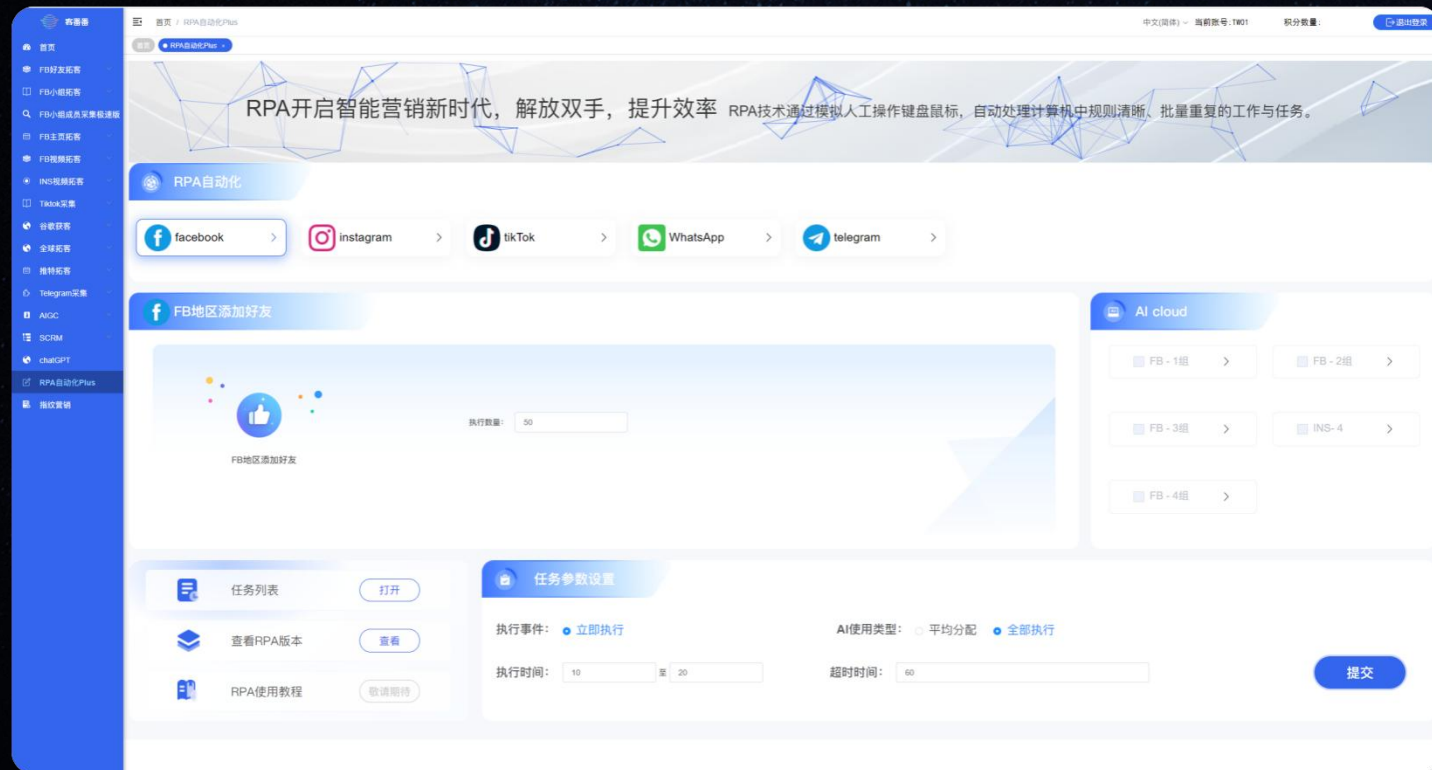 客善善
首页 / RPA自动化Plus
中文(简体)
当前账号:TW01
积分数量:
退出登录
首页
RPA自动化Plus ×
首页
FB好友拓客
FB小组拓客
FB小组成员采集极速版
FB主页拓客
FB视频拓客
INS视频拓客
Tiktok采集
谷歌获客
全球拓客
推特拓客
Telegram采集
AIGC
SCRM
chatGPT
RPA自动化Plus
指纹营销
RPA开启智能营销新时代，解放双手，提升效率 RPA技术通过模拟人工操作键盘鼠标，自动处理计算机中规则清晰、批量重复的工作与任务。
RPA自动化
facebook
instagram
tikTok
WhatsApp
telegram
FB地区添加好友
FB地区添加好友
执行数量: 50
AI cloud
FB - 1组
FB - 2组
FB - 3组
INS- 4
FB - 4组
任务列表 打开
查看RPA版本 查看
RPA使用教程 敬请期待
任务参数设置
执行事件: 立即执行
AI使用类型: 平均分配 全部执行
执行时间: 10 至 20
超时时间: 60
提交